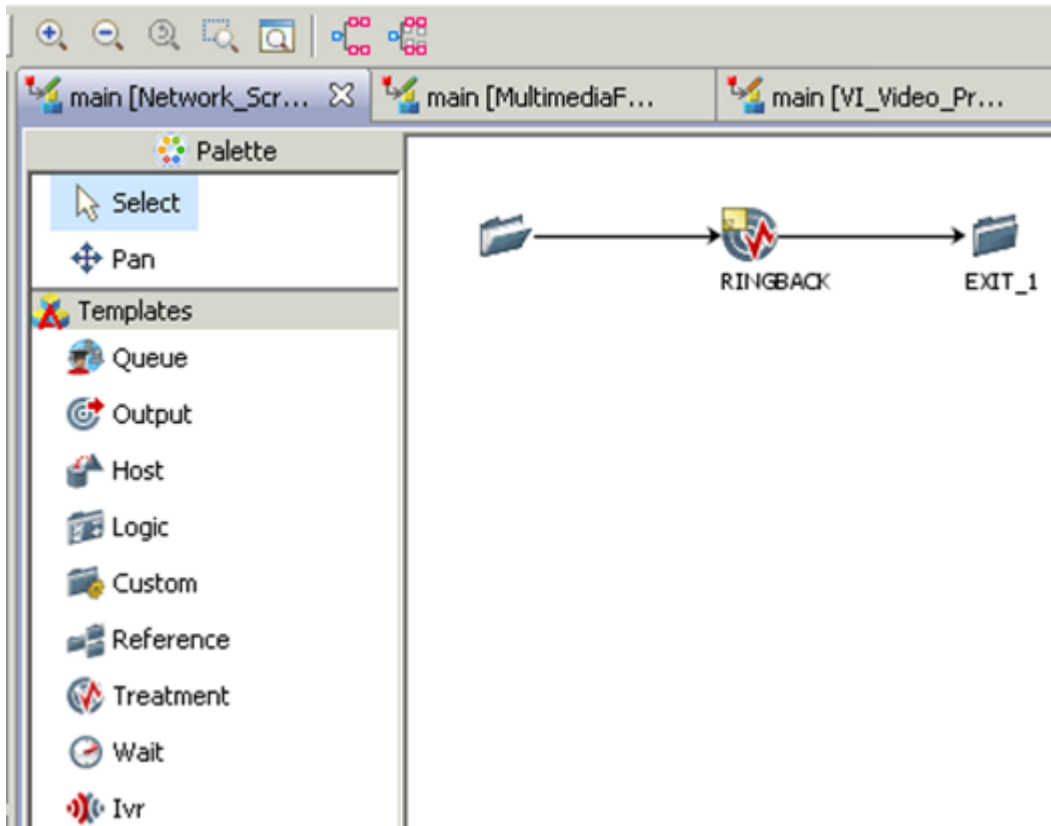 main [Network_Scr... main [MultimediaF... main [VI_Video_Pr...
Palette
Select
Pan
RINGBACK EXIT_1
Templates
Queue
Output
Host
Logic
Custom
Reference
Treatment
Wait
Ivr